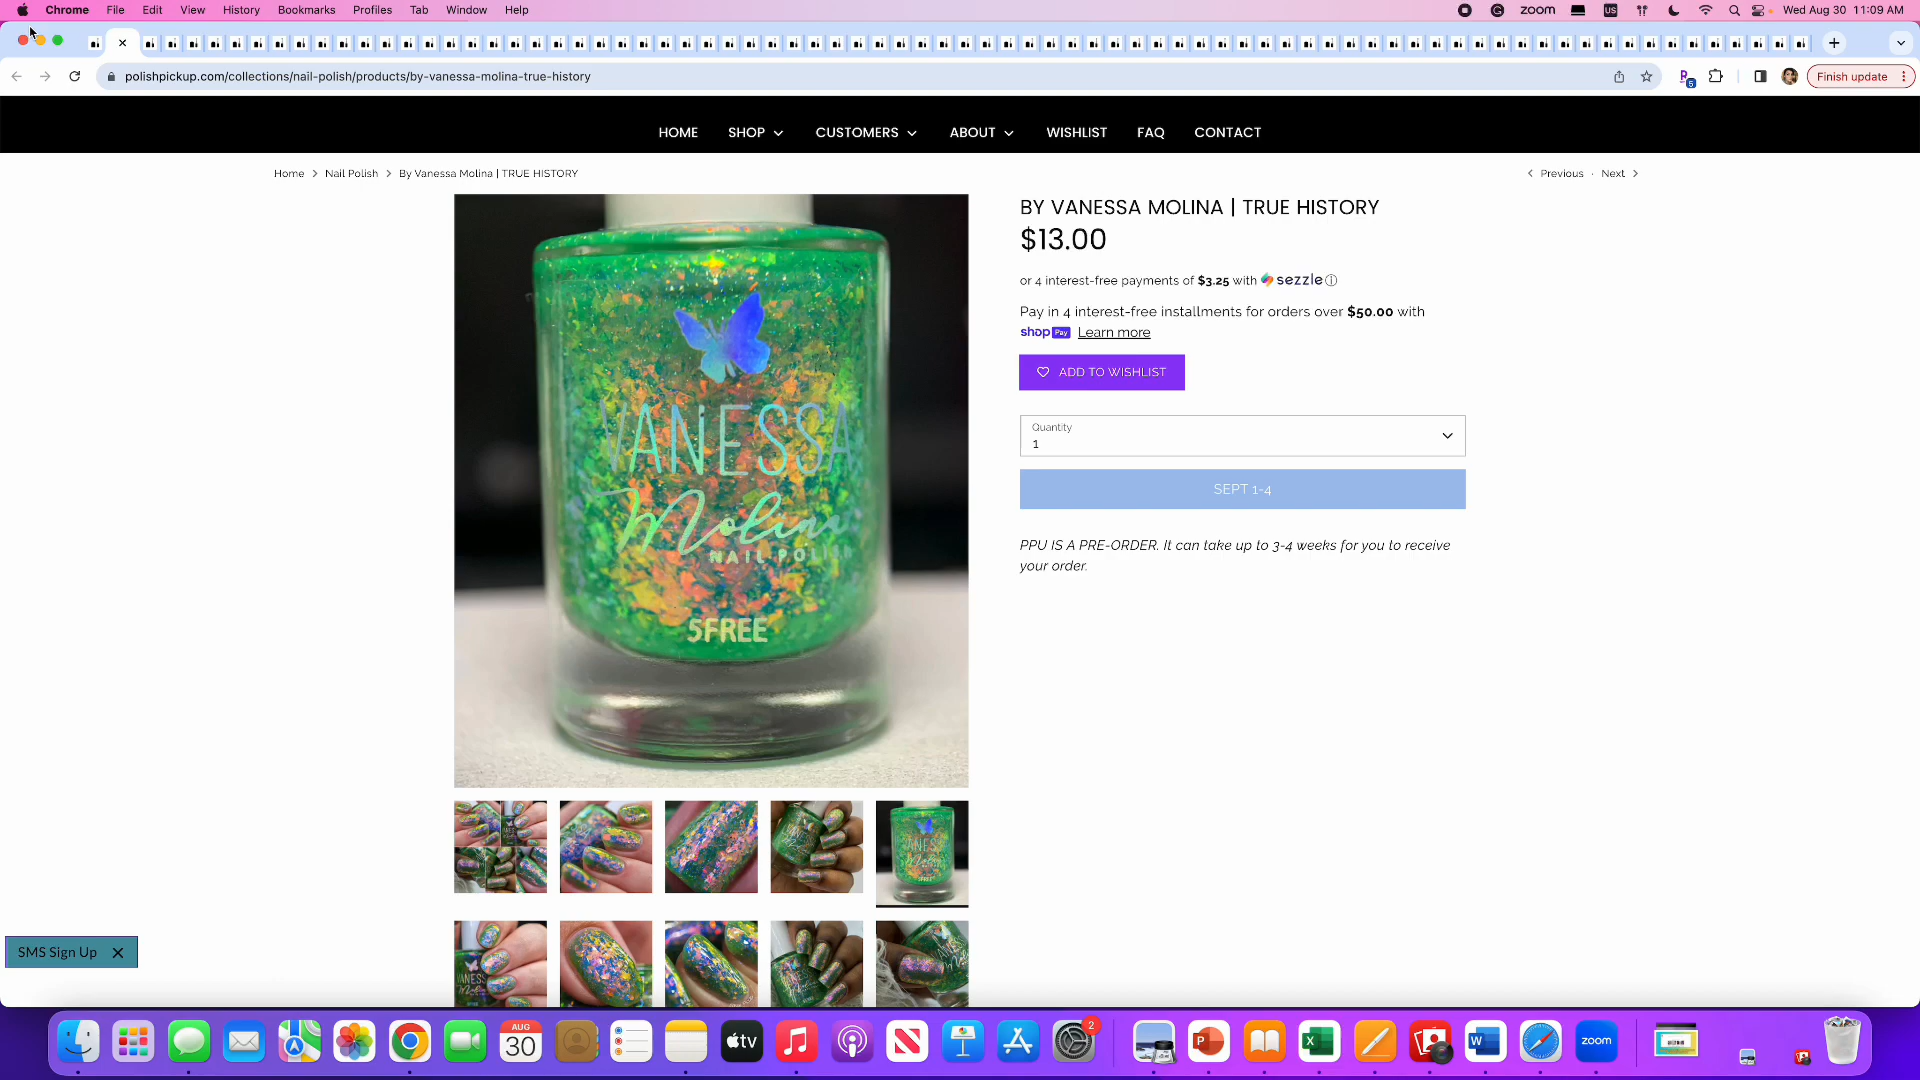 Chrome File Edit View History Bookmarks Profiles Tab Window Help zoom US Wed Aug 30 11:09 AM
polishpickup.com/collections/nail-polish/products/by-vanessa-molina-true-history Finish update
HOME SHOP CUSTOMERS ABOUT WISHLIST FAQ CONTACT
Home > Nail Polish > By Vanessa Molina | TRUE HISTORY
< Previous · Next >
BY VANESSA MOLINA | TRUE HISTORY
$13.00
or 4 interest-free payments of $3.25 with sezzle
Pay in 4 interest-free installments for orders over $50.00 with
shop Pay Learn more
ADD TO WISHLIST
Quantity
1
SEPT 1-4
PPU IS A PRE-ORDER. It can take up to 3-4 weeks for you to receive
your order.
VANESSA
Molina
NAIL POLISH
5FREE
SMS Sign Up
AUG
30
tv
2
zoom